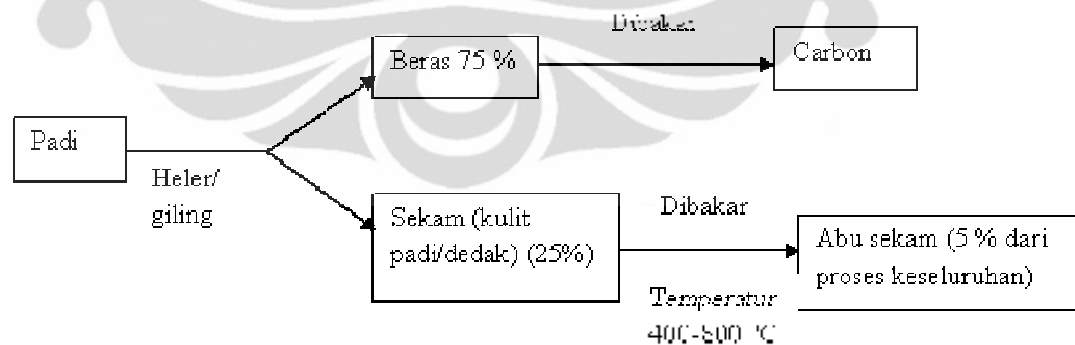 Dibakar
Beras 75 %
Carbon
Padi
Heler/
giling
Sekam (kulit
padi/dedak) (25%)
Dibakar
Abu sekam (5 % dari
proses keseluruhan)
Temperatur
400-800 °C